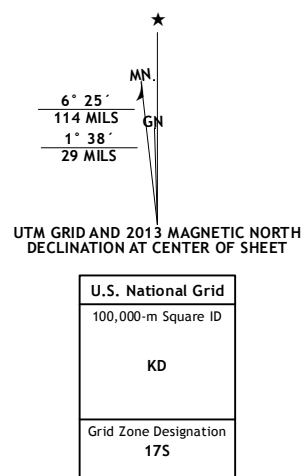 ★
MN.
6° 25´
114 MILS
GN
1° 38´
29 MILS
UTM GRID AND 2013 MAGNETIC NORTH
DECLINATION AT CENTER OF SHEET
U.S. National Grid
100,000-m Square ID
KD
Grid Zone Designation
17S